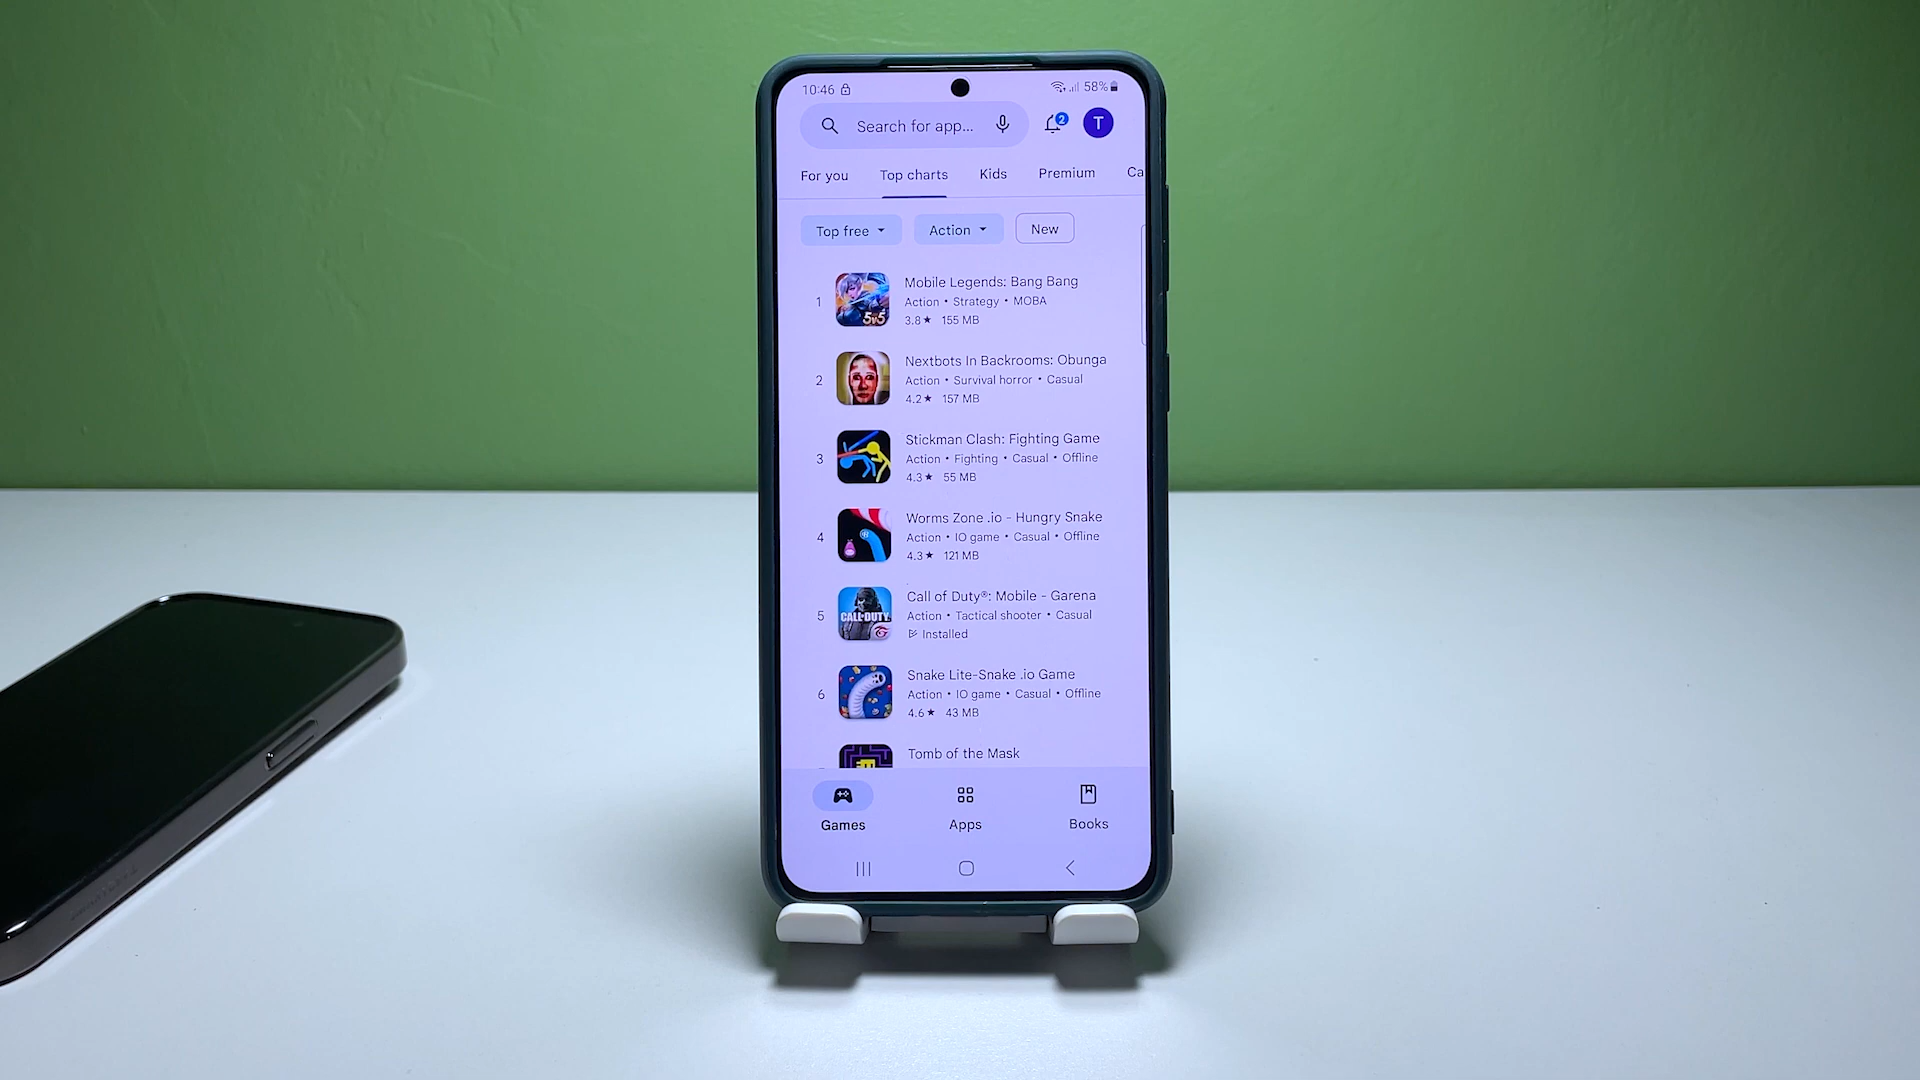 10:46 58%
Search for app... 2 T
For you Top charts Kids Premium Ca
Top free Action New
1 Mobile Legends: Bang Bang
Action • Strategy • MOBA
3.8★ 155 MB
5v5
2 Nextbots In Backrooms: Obunga
Action • Survival horror • Casual
4.2★ 157 MB
3 Stickman Clash: Fighting Game
Action • Fighting • Casual • Offline
4.3★ 55 MB
4 Worms Zone .io - Hungry Snake
Action • IO game • Casual • Offline
4.3★ 121 MB
5 Call of Duty®: Mobile - Garena
CALL·DUTY
Action • Tactical shooter • Casual
Installed
6 Snake Lite-Snake .io Game
Action • IO game • Casual • Offline
4.6★ 43 MB
Tomb of the Mask
Games Apps Books